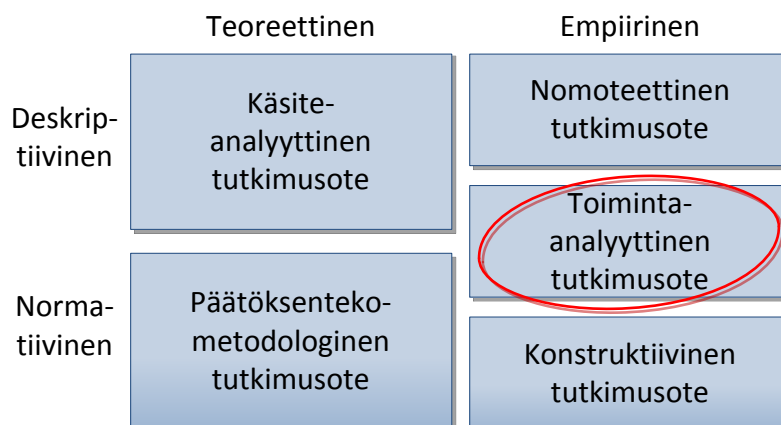 Teoreettinen
Empiirinen
Deskrip-
tiivinen
Käsite-
analyyttinen
tutkimusote
Nomoteettinen
tutkimusote
Toiminta-
analyyttinen
tutkimusote
Norma-
tiivinen
Päätöksenteko-
metodologinen
tutkimusote
Konstruktiivinen
tutkimusote